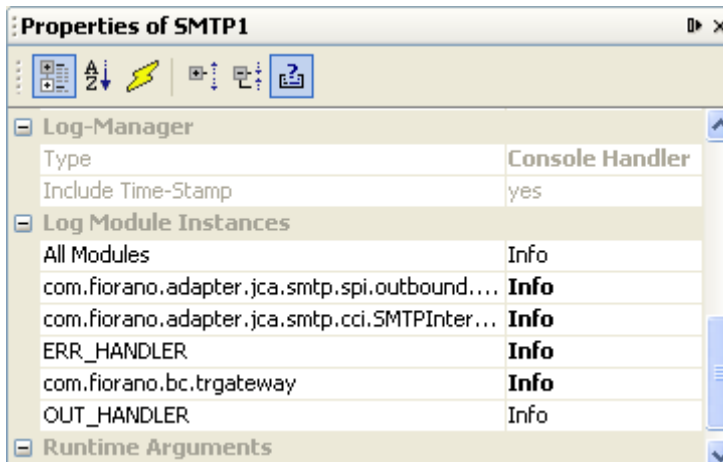 Properties of SMTP1
Log-Manager
Type Console Handler
Include Time-Stamp yes
Log Module Instances
All Modules Info
com.fiorano.adapter.jca.smtp.spi.outbound.... Info
com.fiorano.adapter.jca.smtp.cci.SMTPInter... Info
ERR_HANDLER Info
com.fiorano.bc.trgateway Info
OUT_HANDLER Info
Runtime Arguments